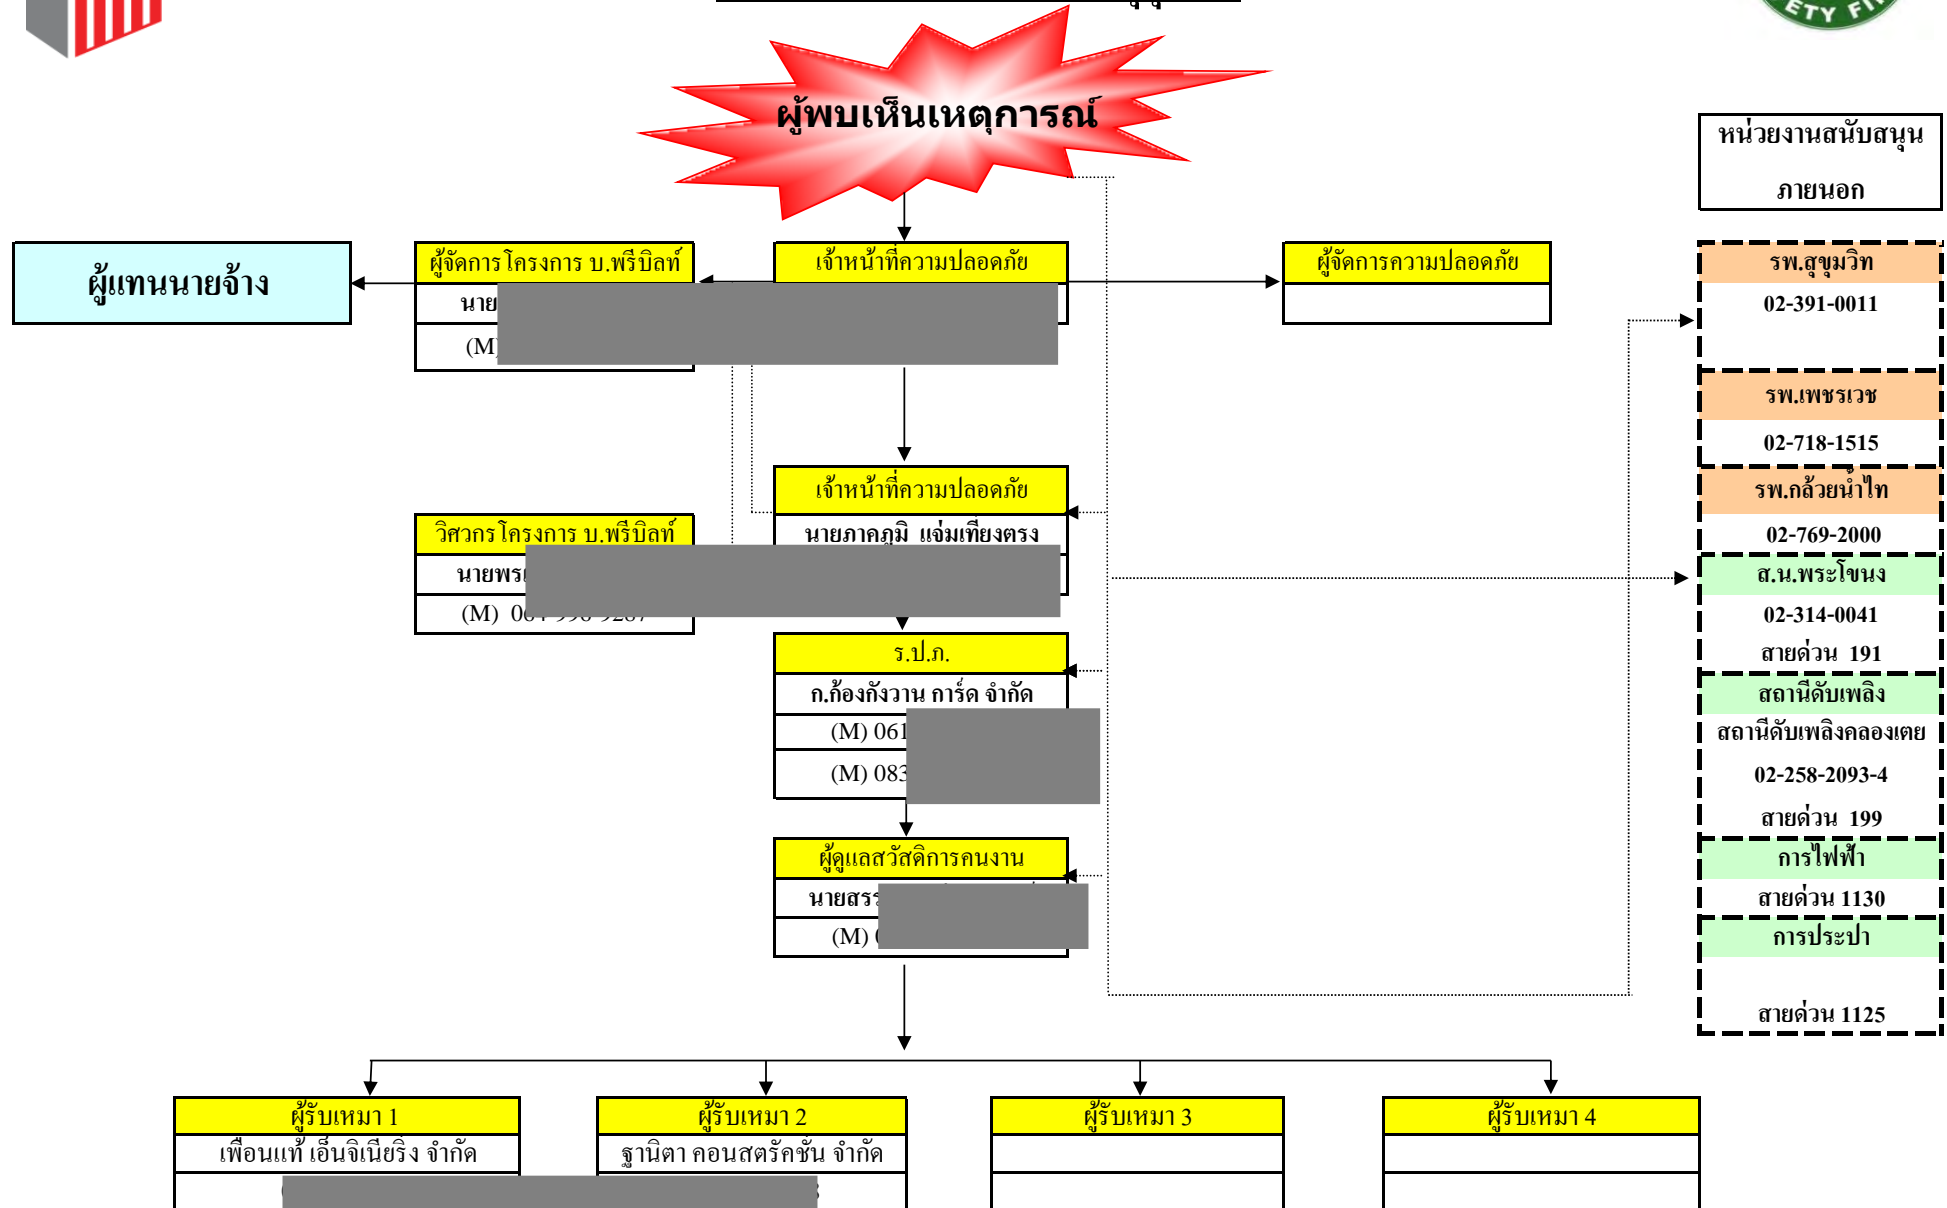 ETY FI
ผู้พบเห็นเหตุการณ์
หน่วยงานสนับสนุน
ภายนอก
ผู้แทนนายจ้าง
ผู้จัดการโครงการ บ.พรีบิลท์
นาย
(M)
เจ้าหน้าที่ความปลอดภัย
ผู้จัดการความปลอดภัย
เจ้าหน้าที่ความปลอดภัย
นายภาคภูมิ แจ่มเที่ยงตรง
วิศวกรโครงการ บ.พรีบิลท์
นายพร
(M)
ร.ป.ภ.
ก.ก้องกังวาน การ์ด จำกัด
(M) 061
(M) 083
ผู้ดูแลสวัสดิการคนงาน
นายสรร
(M)
รพ.สุขุมวิท
02-391-0011
รพ.เพชรเวช
02-718-1515
รพ.กล้วยน้ำไท
02-769-2000
ส.น.พระโขนง
02-314-0041
สายด่วน 191
สถานีดับเพลิง
สถานีดับเพลิงคลองเตย
02-258-2093-4
สายด่วน 199
การไฟฟ้า
สายด่วน 1130
การประปา
สายด่วน 1125
ผู้รับเหมา 1
เพื่อนแท้ เอ็นจิเนียริ่ง จำกัด
ผู้รับเหมา 2
ฐานิตา คอนสตรัคชั่น จำกัด
ผู้รับเหมา 3
ผู้รับเหมา 4